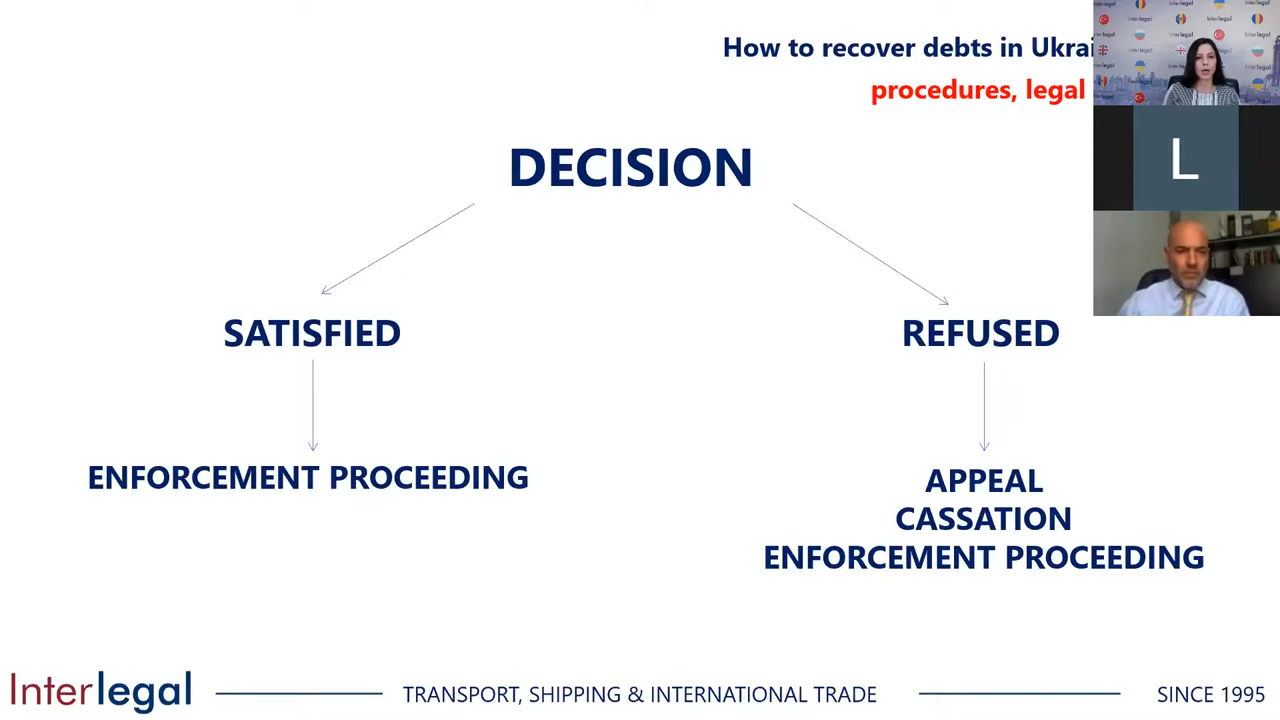 How to recover debts in
procedures, legal
DECISION
SATISFIED
REFUSED
ENFORCEMENT PROCEEDING
APPEAL
CASSATION
ENFORCEMENT PROCEEDING
L
Interlegal
TRANSPORT, SHIPPING & INTERNATIONAL TRADE
SINCE 1995